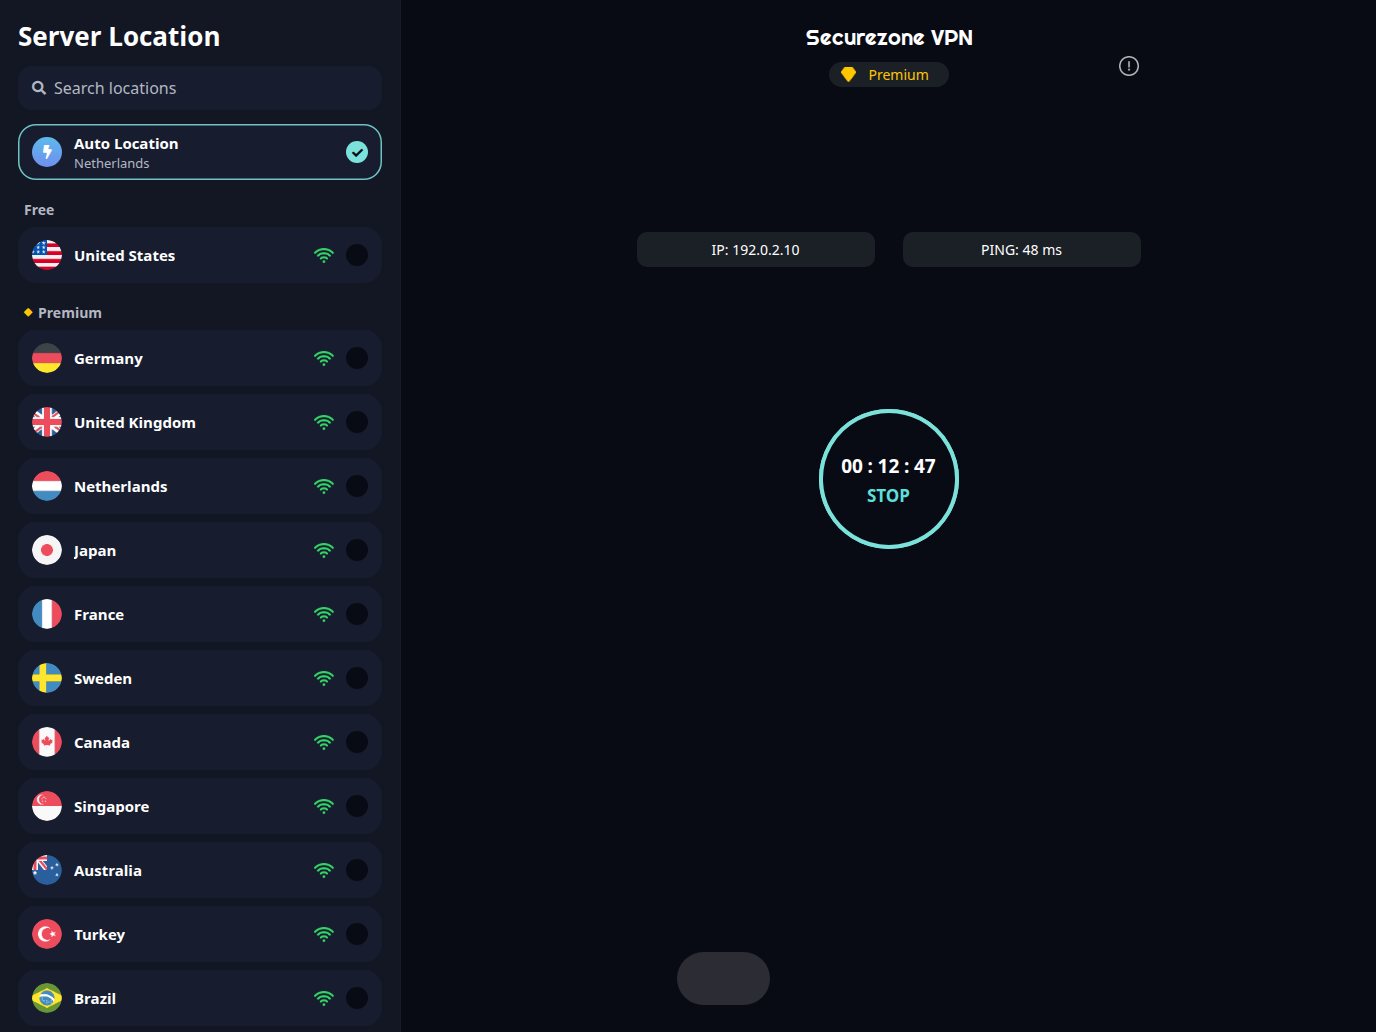 Server Location
Search locations
Auto Location
Netherlands
Free
United States
Premium
Germany
United Kingdom
Netherlands
Japan
France
Sweden
Canada
Singapore
Australia
Turkey
Brazil
Securezone VPN
Premium
IP: 192.0.2.10
PING: 48 ms
00 : 12 : 47
STOP